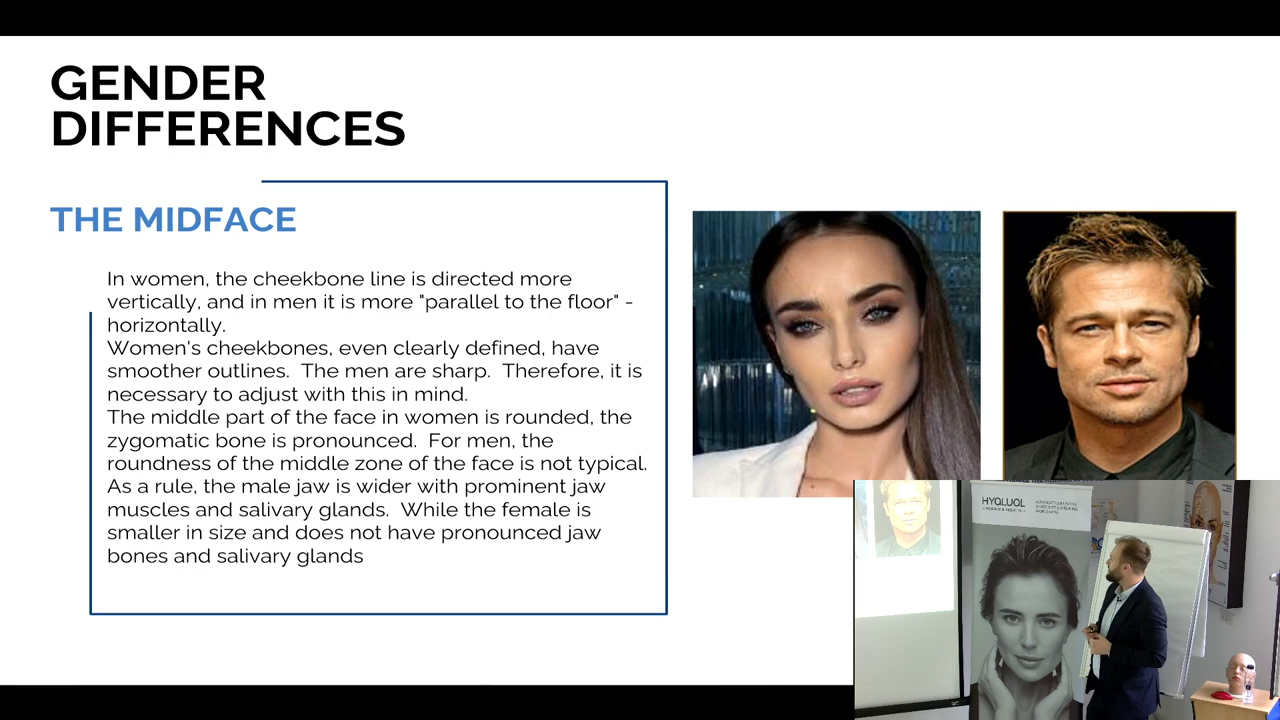 GENDER
DIFFERENCES
THE MIDFACE
In women, the cheekbone line is directed more
vertically, and in men it is more "parallel to the floor" -
horizontally.
Women's cheekbones, even clearly defined, have
smoother outlines.  The men are sharp.  Therefore, it is
necessary to adjust with this in mind.
The middle part of the face in women is rounded, the
zygomatic bone is pronounced.  For men, the
roundness of the middle zone of the face is not typical.
As a rule, the male jaw is wider with prominent jaw
muscles and salivary glands.  While the female is
smaller in size and does not have pronounced jaw
bones and salivary glands
HYALUAL